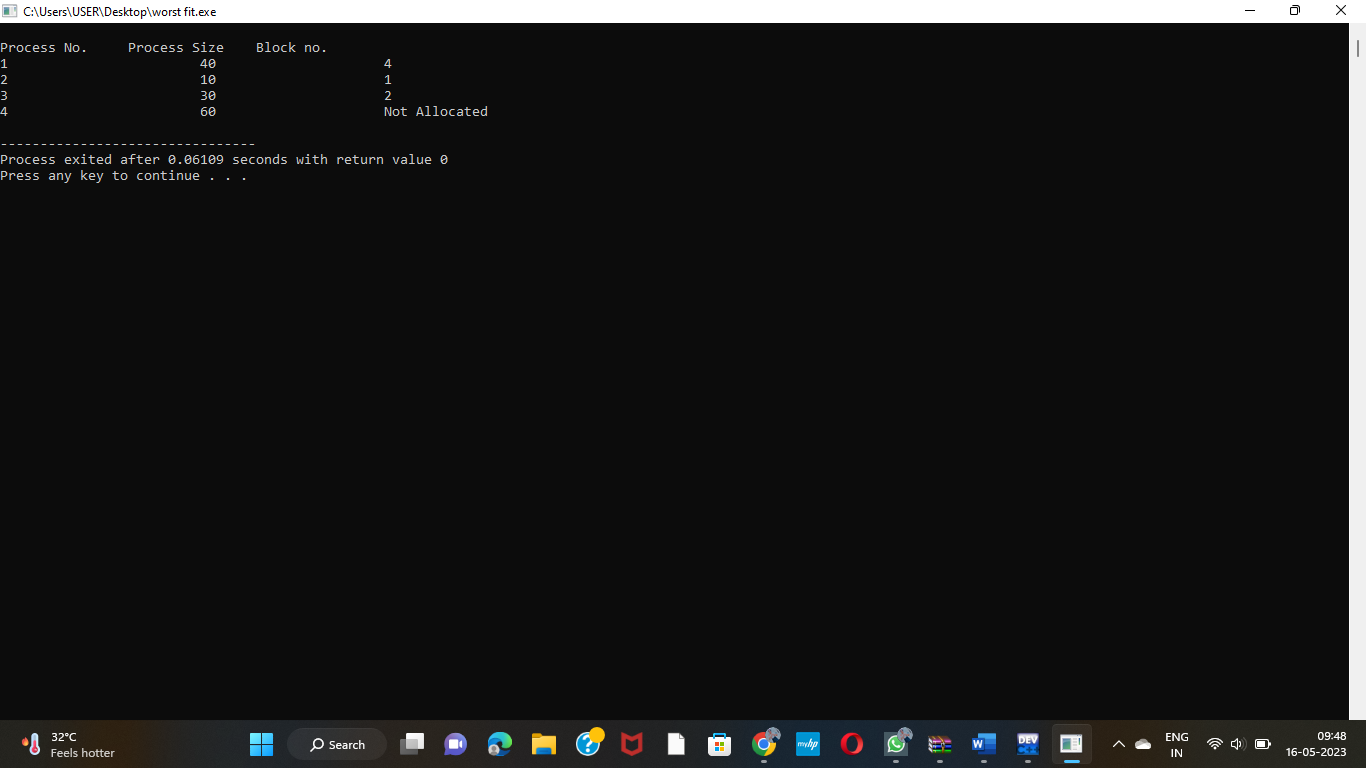 C:\Users\USER\Desktop\worst fit.exe
Process No.     Process Size    Block no.
1                        40                     4
2                        10                     1
3                        30                     2
4                        60                     Not Allocated
--------------------------------
Process exited after 0.06109 seconds with return value 0
Press any key to continue . . .
32°C
Feels hotter
Search
myhp
W
DEV
ENG
IN
09:48
16-05-2023